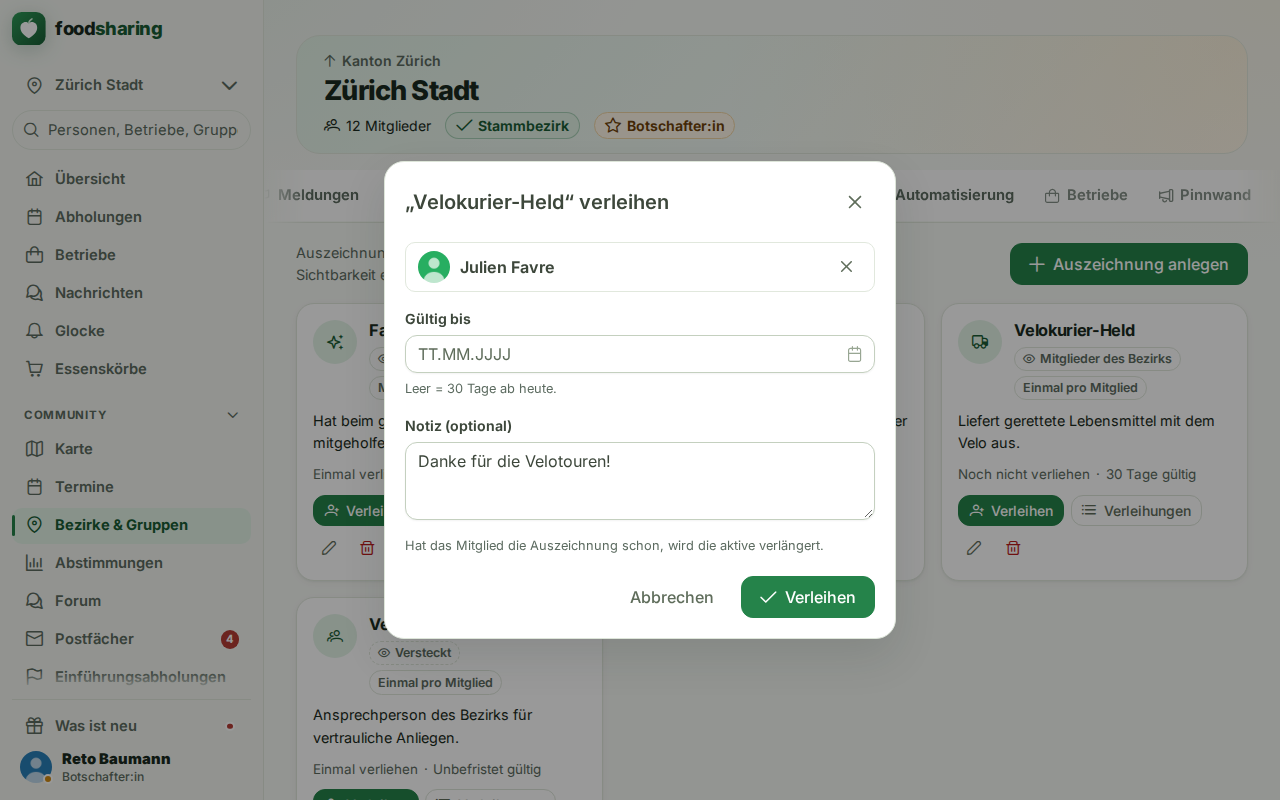 foodsharing
Zürich Stadt
Personen, Betriebe, Grupp
Übersicht
Abholungen
Betriebe
Nachrichten
Glocke
Essenskörbe
COMMUNITY
Karte
Termine
Bezirke & Gruppen
Abstimmungen
Forum
Postfächer 4
Einführungsabholungen
Was ist neu
Reto Baumann
Botschafter:in
Kanton Zürich
Zürich Stadt
12 Mitglieder Stammbezirk Botschafter:in
Meldungen Automatisierung Betriebe Pinnwand
Auszeichnun
Sichtbarkeit
Auszeichnung anlegen
„Velokurier-Held“ verleihen
Julien Favre
Gültig bis
TT.MM.JJJJ
Leer = 30 Tage ab heute.
Notiz (optional)
Danke für die Velotouren!
Hat das Mitglied die Auszeichnung schon, wird die aktive verlängert.
Abbrechen Verleihen
Hat beim
mitgeholfe
Einmal verl
Verlei
er
Velokurier-Held
Mitglieder des Bezirks
Einmal pro Mitglied
Liefert gerettete Lebensmittel mit dem
Velo aus.
Noch nicht verliehen · 30 Tage gültig
Verleihen Verleihungen
Versteckt
Einmal pro Mitglied
Ansprechperson des Bezirks für
vertrauliche Anliegen.
Einmal verliehen · Unbefristet gültig